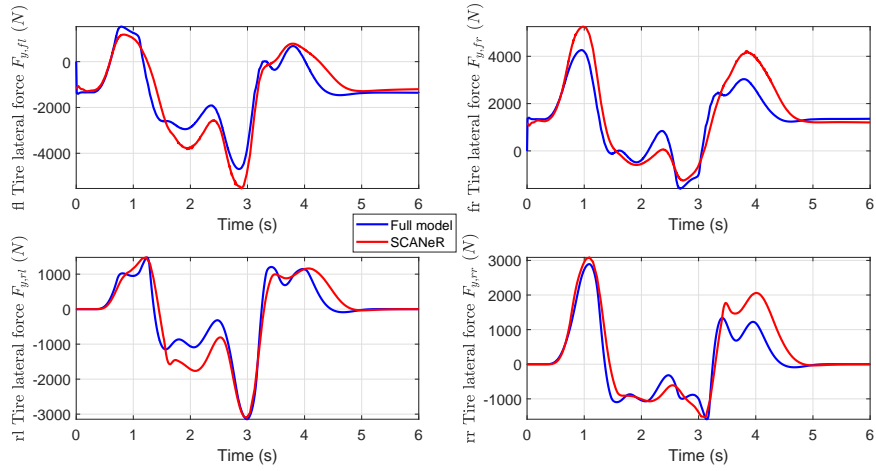 fl Tire lateral force F_{y,fl} (N)
0
-2000
-4000
0 1 2 3 4 5 6
Time (s)
fr Tire lateral force F_{y,fr} (N)
4000
2000
0
0 1 2 3 4 5 6
Time (s)
Full model
SCANeR
rl Tire lateral force F_{y,rl} (N)
1000
0
-1000
-2000
-3000
0 1 2 3 4 5 6
Time (s)
rr Tire lateral force F_{y,rr} (N)
3000
2000
1000
0
-1000
0 1 2 3 4 5 6
Time (s)